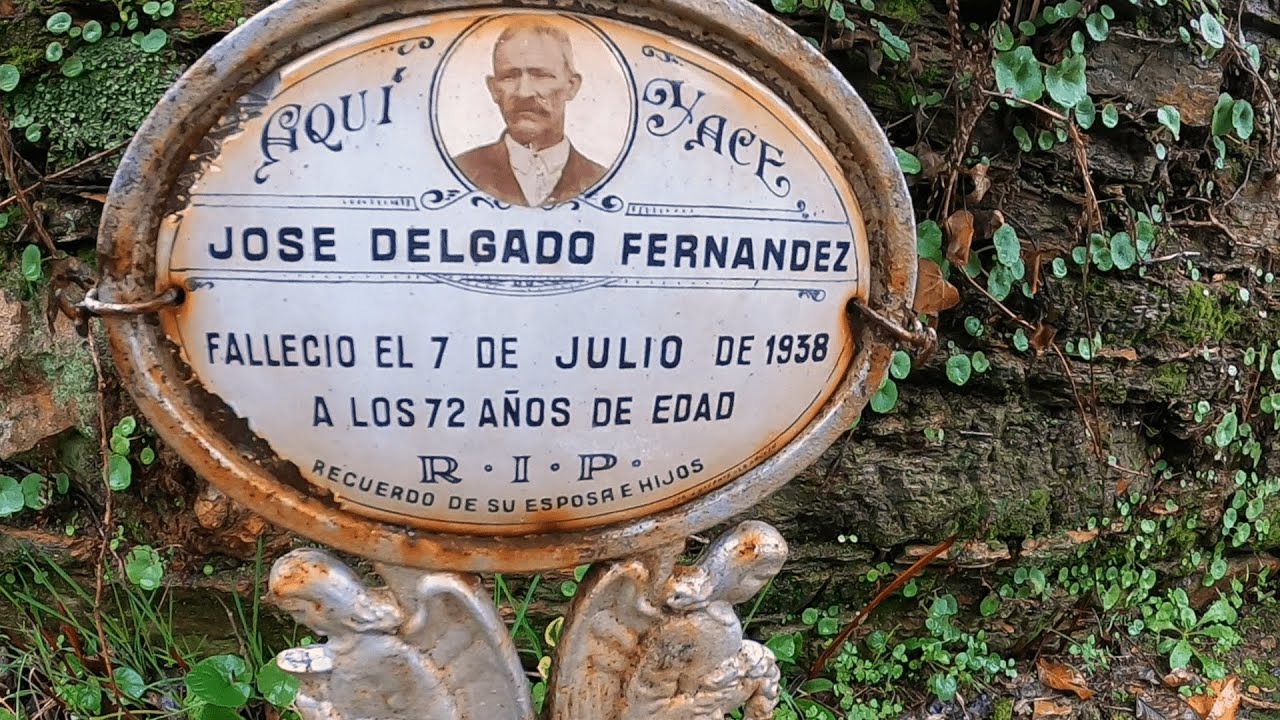 AQUÍ YACE
JOSE DELGADO FERNANDEZ
FALLECIO EL 7 DE JULIO DE 1938
A LOS 72 AÑOS DE EDAD
R·I·P·
RECUERDO DE SU ESPOSA E HIJOS